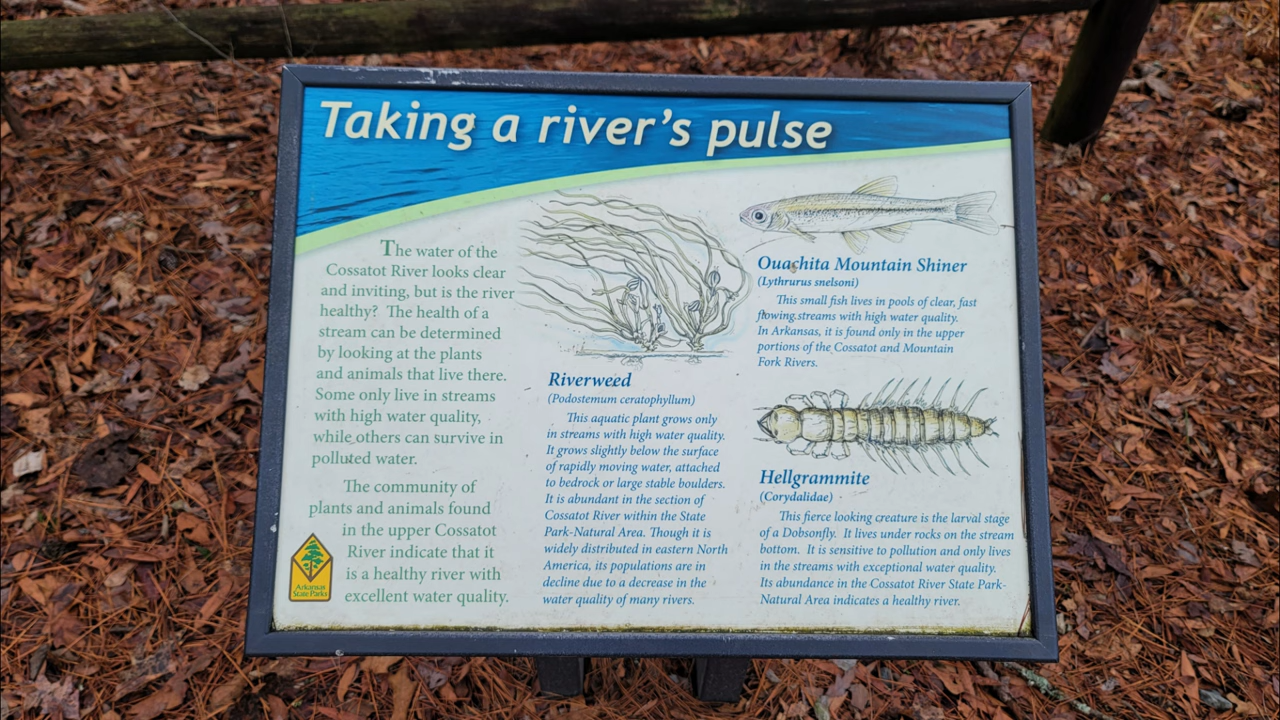 Taking a river's pulse
The water of the
Cossatot River looks clear
and inviting, but is the river
healthy? The health of a
stream can be determined
by looking at the plants
and animals that live there.
Some only live in streams
with high water quality,
while others can survive in
polluted water.
The community of
plants and animals found
in the upper Cossatot
River indicate that it
is a healthy river with
excellent water quality.
Arkansas
State Parks
Riverweed
(Podostemum ceratophyllum)
This aquatic plant grows only
in streams with high water quality.
It grows slightly below the surface
of rapidly moving water, attached
to bedrock or large stable boulders.
It is abundant in the section of
Cossatot River within the State
Park-Natural Area. Though it is
widely distributed in eastern North
America, its populations are in
decline due to a decrease in the
water quality of many rivers.
Ouachita Mountain Shiner
(Lythrurus snelsoni)
This small fish lives in pools of clear, fast
flowing streams with high water quality.
In Arkansas, it is found only in the upper
portions of the Cossatot and Mountain
Fork Rivers.
Hellgrammite
(Corydalidae)
This fierce looking creature is the larval stage
of a Dobsonfly. It lives under rocks on the stream
bottom. It is sensitive to pollution and only lives
in the streams with exceptional water quality.
Its abundance in the Cossatot River State Park-
Natural Area indicates a healthy river.